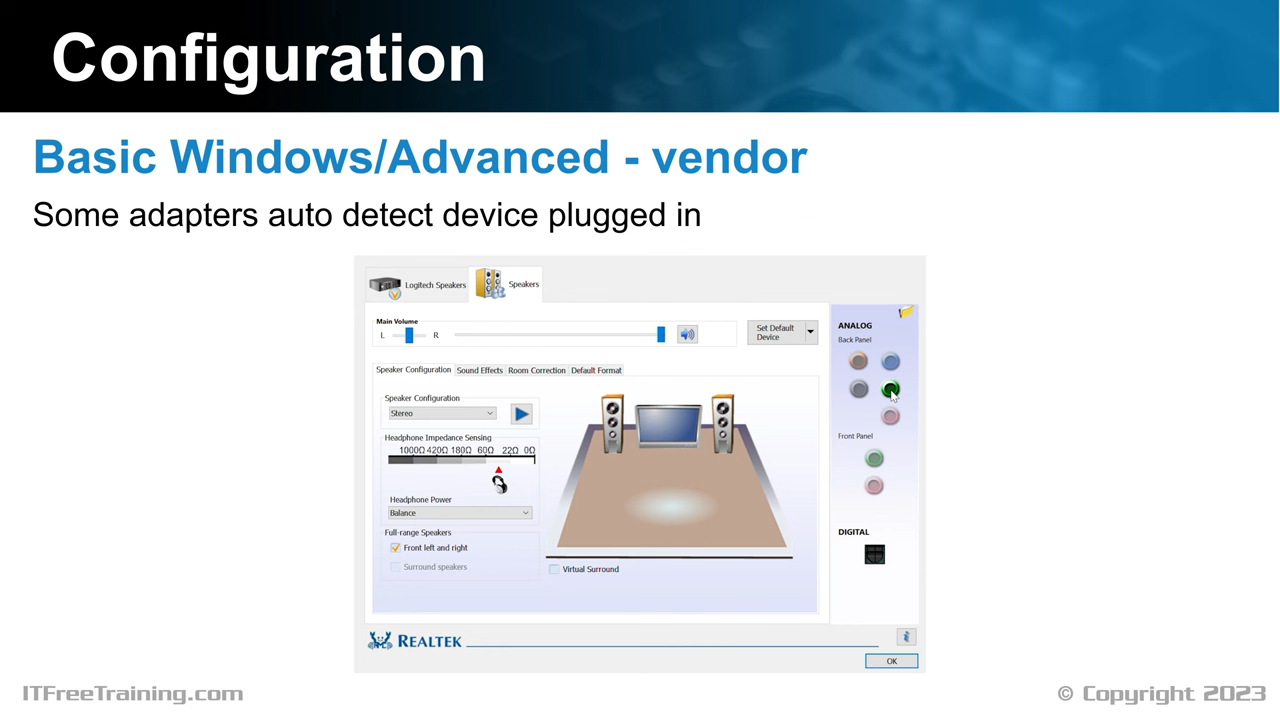 Configuration
Basic Windows/Advanced - vendor
Some adapters auto detect device plugged in
Logitech Speakers
Speakers
Main Volume
L
R
Set Default
Device
ANALOG
Back Panel
Speaker Configuration Sound Effects Room Correction Default Format
Speaker Configuration
Stereo
Headphone Impedance Sensing
1000Ω 420Ω 180Ω 60Ω 22Ω 0Ω
Headphone Power
Balance
Full-range Speakers
Front left and right
Surround speakers
Virtual Surround
Front Panel
DIGITAL
REALTEK
OK
ITFreeTraining.com
© Copyright 2023